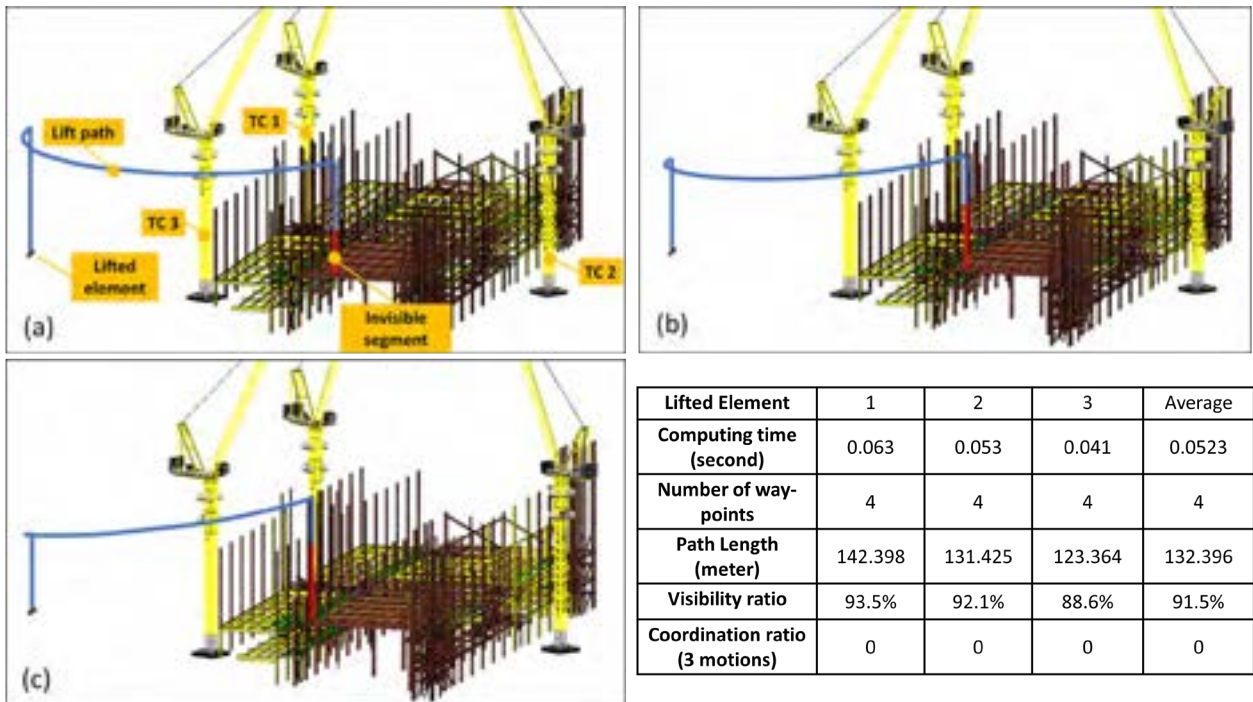 Lift path
TC 1
TC 3
Lifted
element
TC 2
Invisible
segment
(a)
(b)
(c)
Lifted Element 1 2 3 Average
Computing time
(second) 0.063 0.053 0.041 0.0523
Number of way-
points 4 4 4 4
Path Length
(meter) 142.398 131.425 123.364 132.396
Visibility ratio 93.5% 92.1% 88.6% 91.5%
Coordination ratio
(3 motions) 0 0 0 0